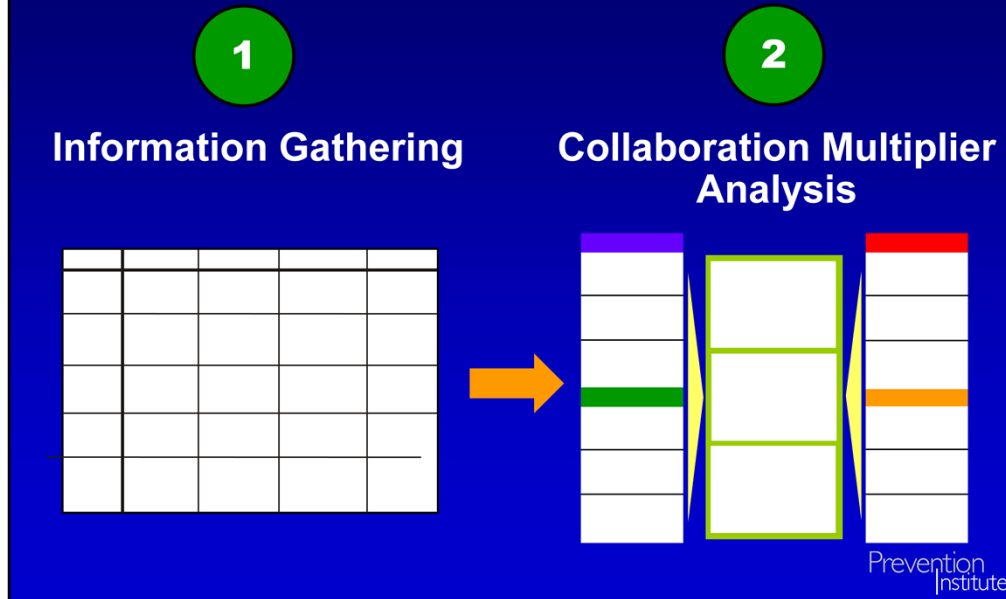 1
Information Gathering
2
Collaboration Multiplier
Analysis
Prevention
Institute